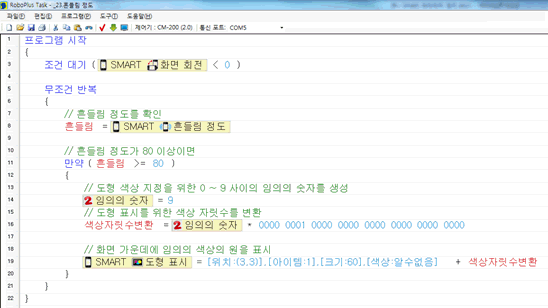 RoboPlus Task - _23.흔들림 정도
파일(F) 편집(E) 프로그램(P) 도구(T) 도움말(H)
제어기 : CM-200 (2.0) 통신 포트 : COM5
1 프로그램 시작
2 {
3 조건 대기 ( SMART 화면 회전 < 0 )
4
5 무조건 반복
6 {
7 // 흔들림 정도를 확인
8 흔들림 = SMART 흔들림 정도
9
10 // 흔들림 정도가 80 이상이면
11 만약 ( 흔들림 >= 80 )
12 {
13 // 도형 색상 지정을 위한 0 ~ 9 사이의 임의의 숫자를 생성
14 임의의 숫자 = 9
15 // 도형 표시를 위한 색상 자릿수를 변환
16 색상자릿수변환 = 임의의 숫자 * 0000 0001 0000 0000 0000 0000 0000 0000
17
18 // 화면 가운데에 임의의 색상의 원을 표시
19 SMART 도형 표시 = [위치:(3,3)],[아이템:1],[크기:60],[색상:알수없음] + 색상자릿수변환
20 }
21 }
22 }